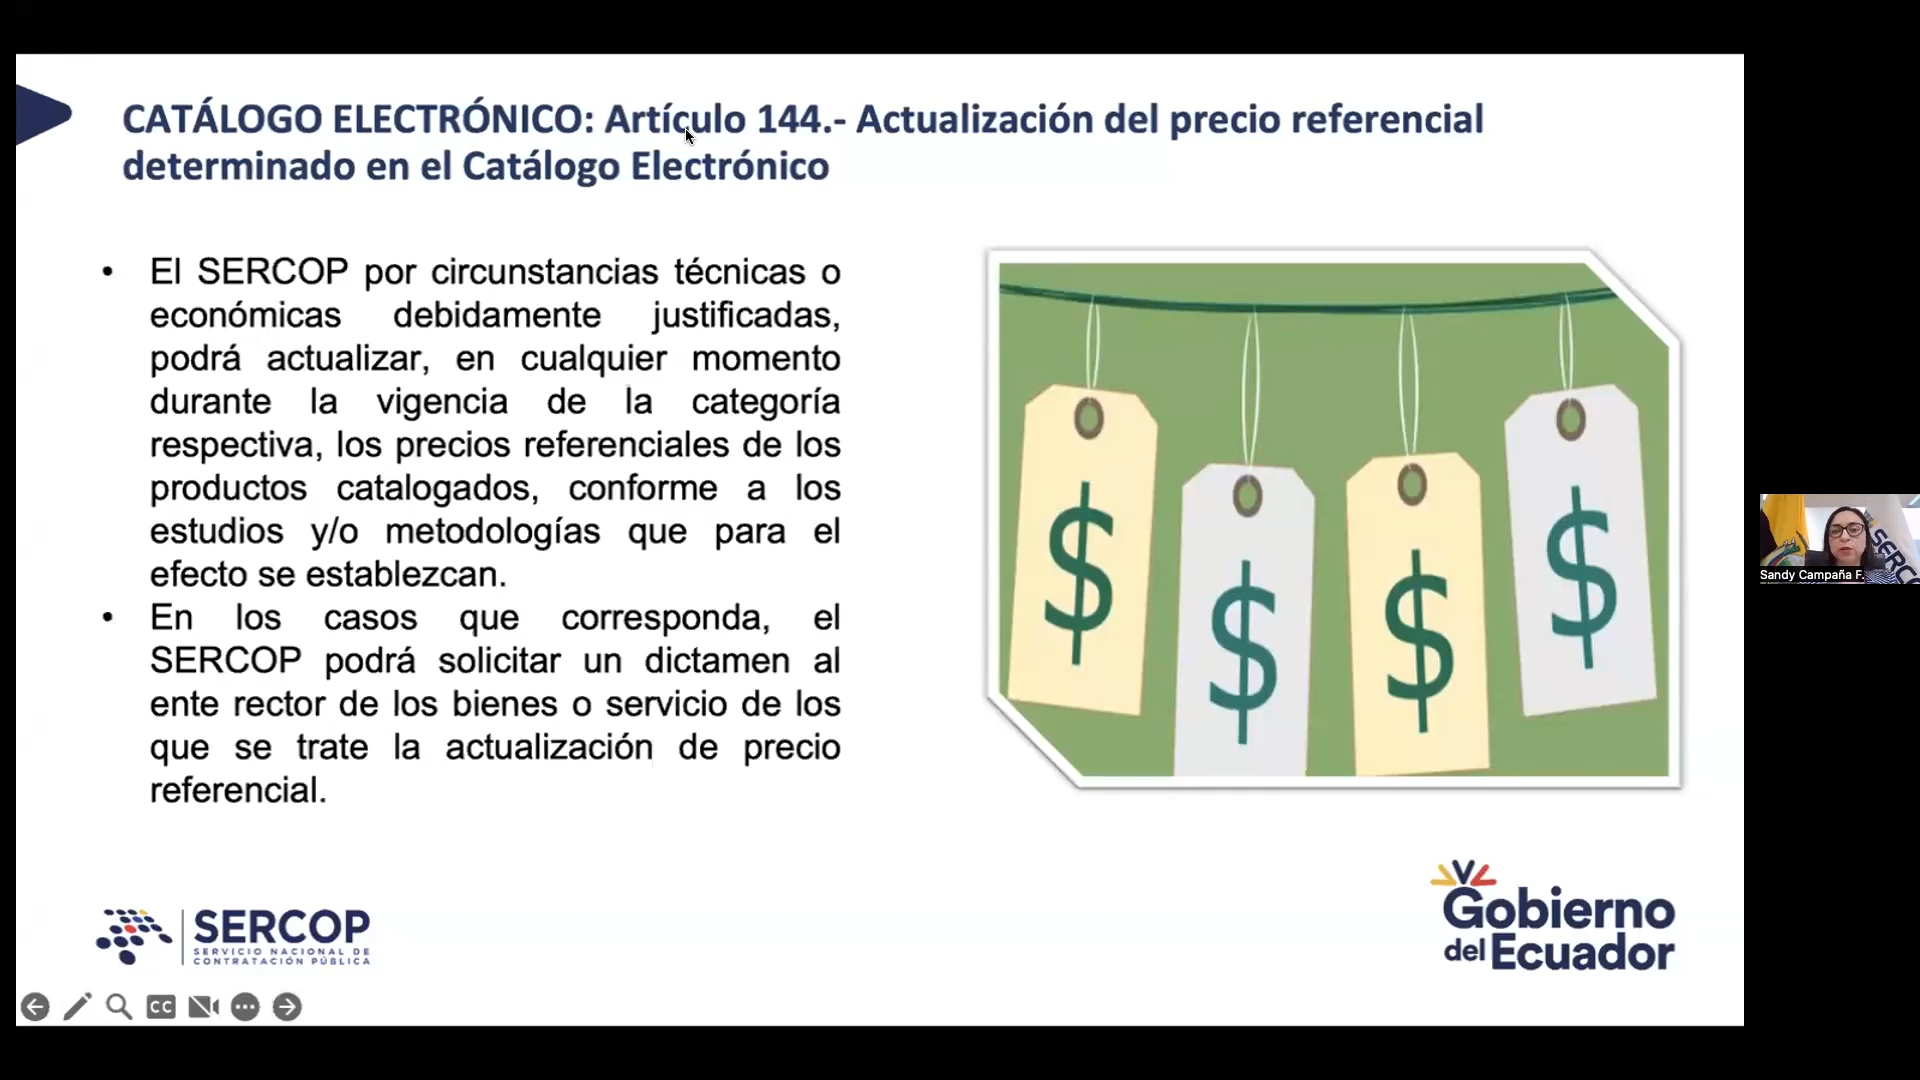 CATÁLOGO ELECTRÓNICO: Artículo 144.- Actualización del precio referencial
determinado en el Catálogo Electrónico
• El SERCOP por circunstancias técnicas o
económicas debidamente justificadas,
podrá actualizar, en cualquier momento
durante la vigencia de la categoría
respectiva, los precios referenciales de los
productos catalogados, conforme a los
estudios y/o metodologías que para el
efecto se establezcan.
• En los casos que corresponda, el
SERCOP podrá solicitar un dictamen al
ente rector de los bienes o servicio de los
que se trate la actualización de precio
referencial.
$ $ $ $
SERCOP
SERVICIO NACIONAL DE
CONTRATACIÓN PÚBLICA
Gobierno
del Ecuador
CC
SERC
Sandy Campaña F.